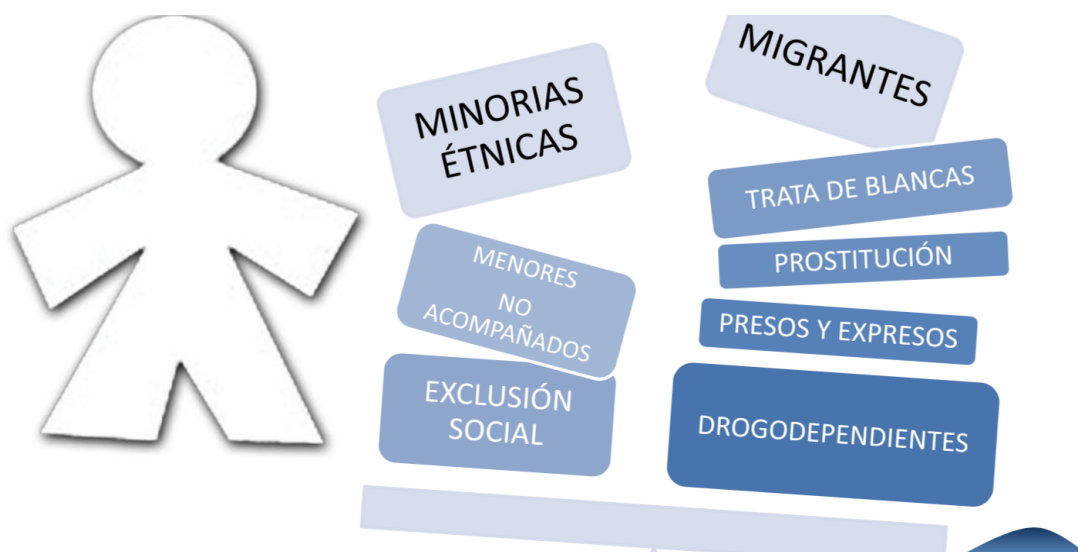 MINORIAS
ÉTNICAS
MENORES
NO
ACOMPAÑADOS
EXCLUSIÓN
SOCIAL
MIGRANTES
TRATA DE BLANCAS
PROSTITUCIÓN
PRESOS Y EXPRESOS
DROGODEPENDIENTES